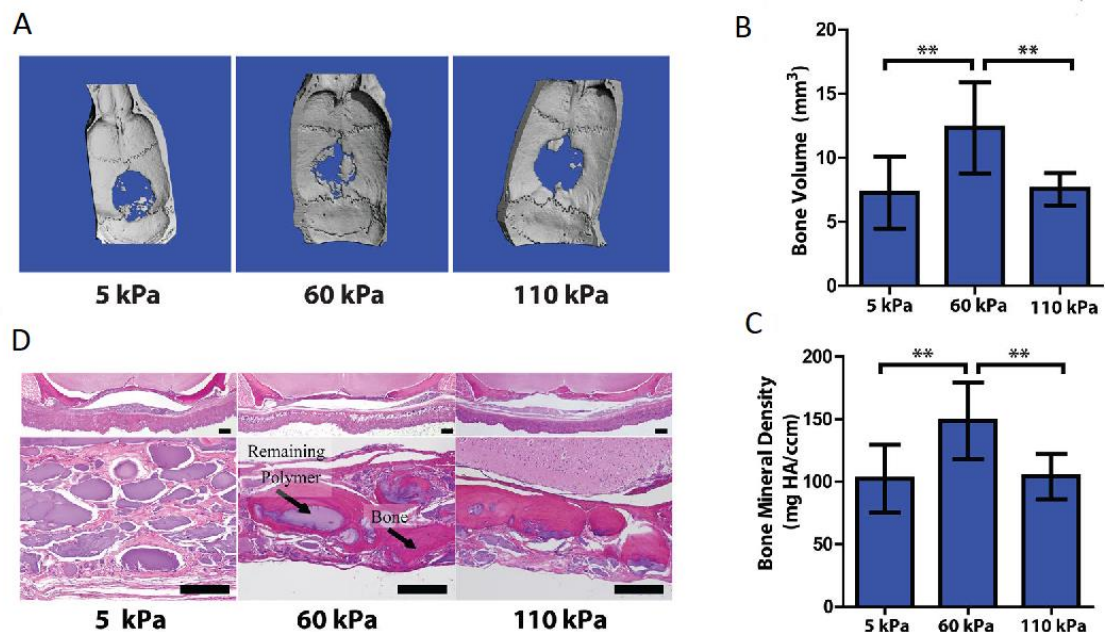 A
5 kPa 60 kPa 110 kPa
B
20
15
10
5
0
Bone Volume (mm³)
** **
5 kPa 60 kPa 110 kPa
C
200
150
100
50
0
Bone Mineral Density
(mg HA/ccm)
** **
5 kPa 60 kPa 110 kPa
D
Remaining
Polymer
Bone
5 kPa 60 kPa 110 kPa